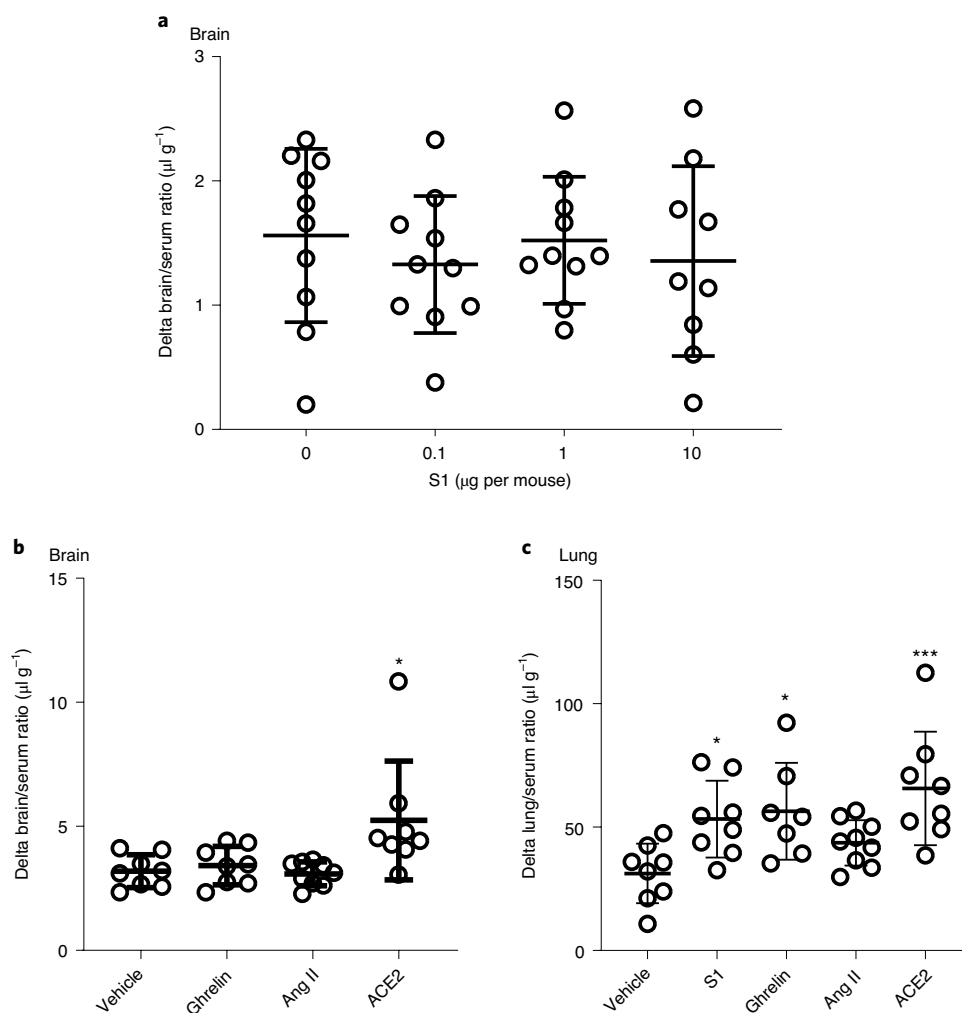 a
Brain
3
2
1
0
Delta brain/serum ratio (µl g⁻¹)
0 0.1 1 10
S1 (µg per mouse)
b
Brain
15
10
5
0
Delta brain/serum ratio (µl g⁻¹)
*
Vehicle Ghrelin Ang II ACE2
c
Lung
150
100
50
0
Delta lung/serum ratio (µl g⁻¹)
* * ***
Vehicle S1 Ghrelin Ang II ACE2